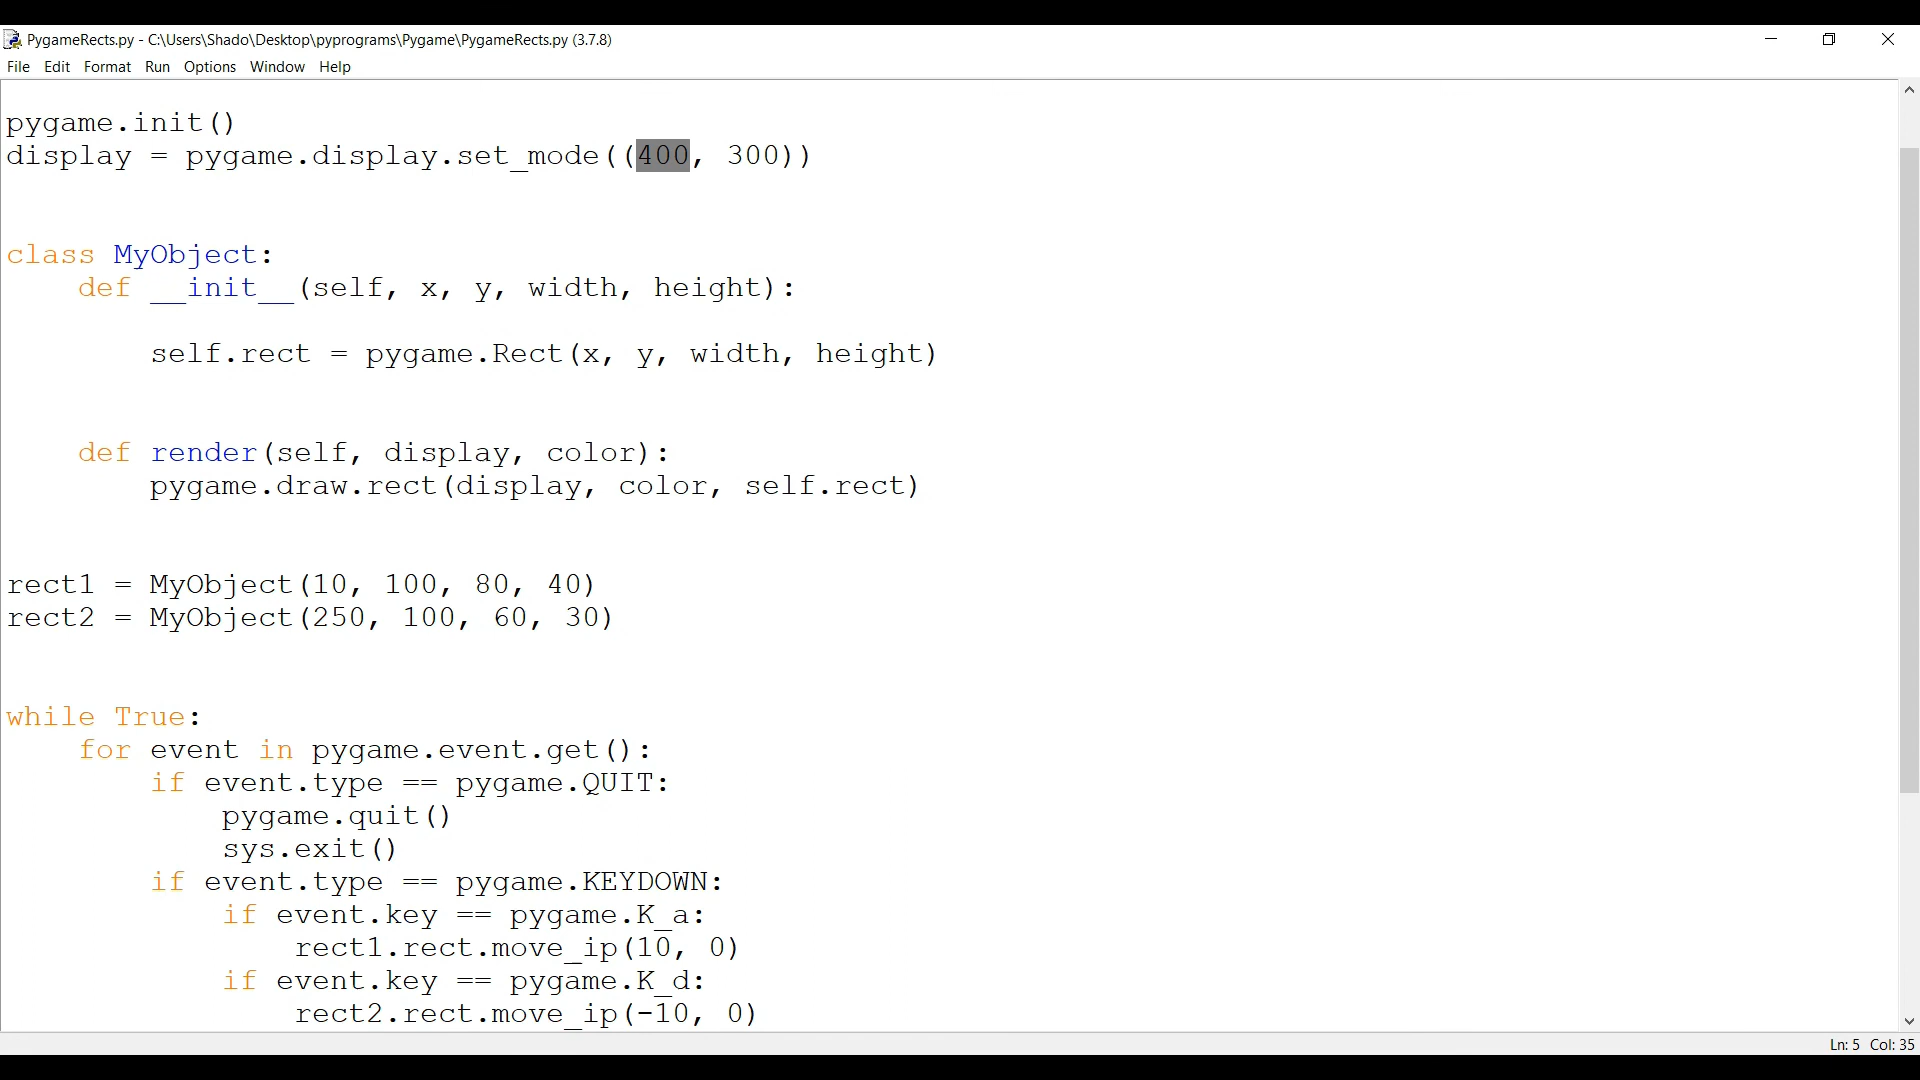 PygameRects.py - C:\Users\Shado\Desktop\pyprograms\Pygame\PygameRects.py (3.7.8)
File Edit Format Run Options Window Help
pygame.init()
display = pygame.display.set_mode((400, 300))
class MyObject:
    def __init__(self, x, y, width, height):
        self.rect = pygame.Rect(x, y, width, height)
    def render(self, display, color):
        pygame.draw.rect(display, color, self.rect)
rect1 = MyObject(10, 100, 80, 40)
rect2 = MyObject(250, 100, 60, 30)
while True:
    for event in pygame.event.get():
        if event.type == pygame.QUIT:
            pygame.quit()
            sys.exit()
        if event.type == pygame.KEYDOWN:
            if event.key == pygame.K_a:
                rect1.rect.move_ip(10, 0)
            if event.key == pygame.K_d:
                rect2.rect.move_ip(-10, 0)
Ln: 5 Col: 35